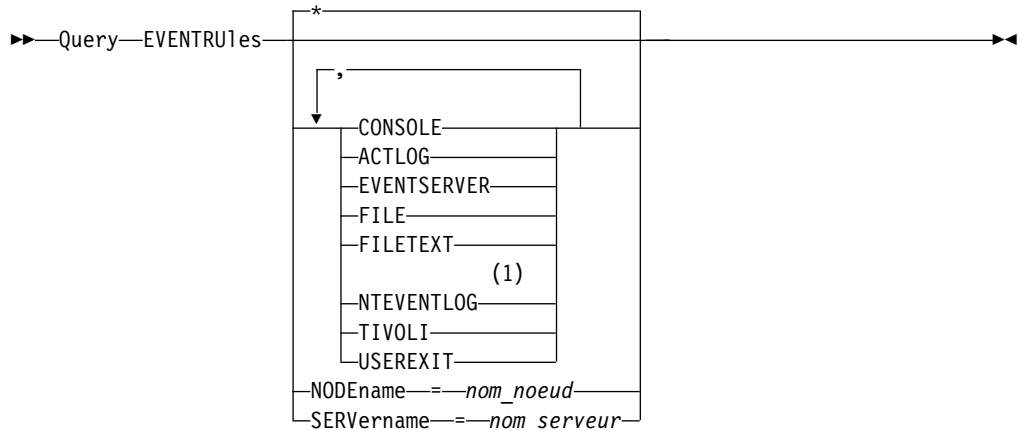 *
Query EVENTRUles
,
CONSOLE
ACTLOG
EVENTSERVER
FILE
FILETEXT
(1)
NTEVENTLOG
TIVOLI
USEREXIT
NODEname = nom_noeud
SERVername = nom serveur